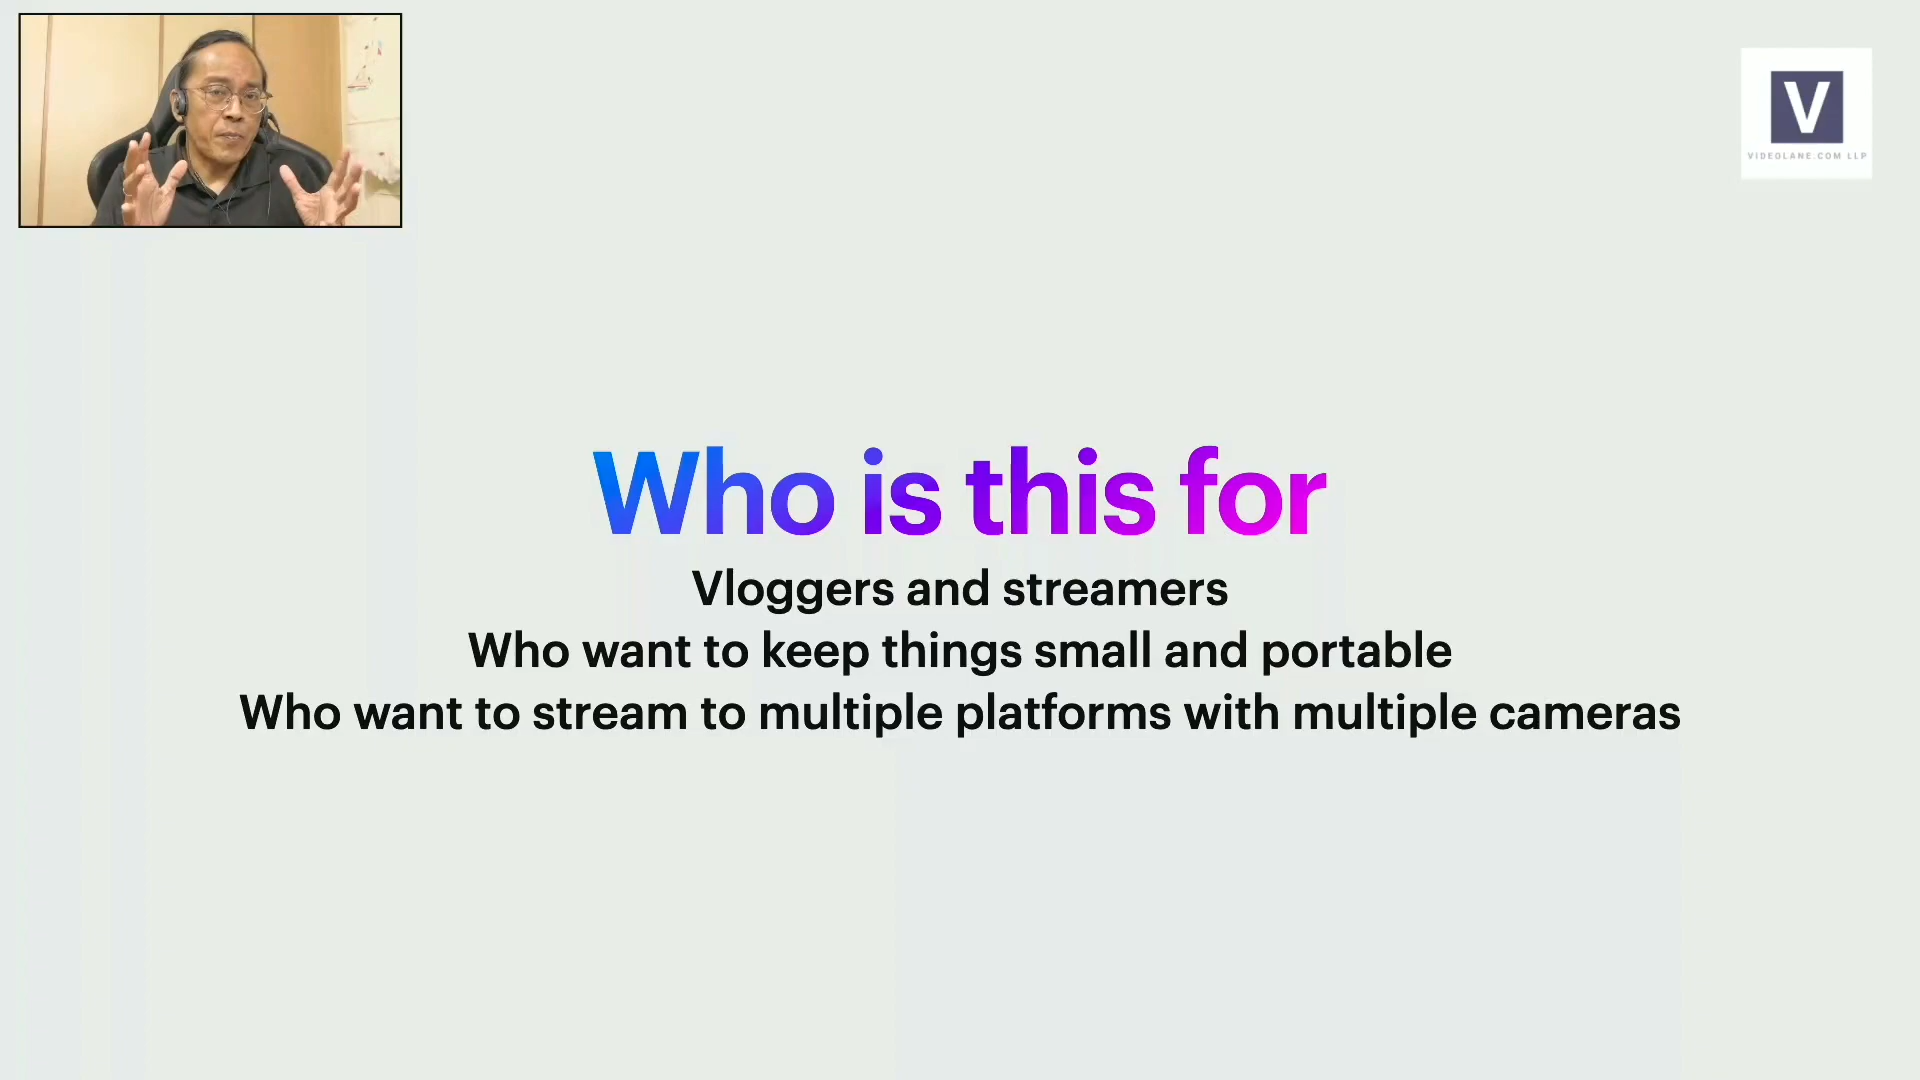 V
VIDEOLANE.COM LLP
Who is this for
Vloggers and streamers
Who want to keep things small and portable
Who want to stream to multiple platforms with multiple cameras